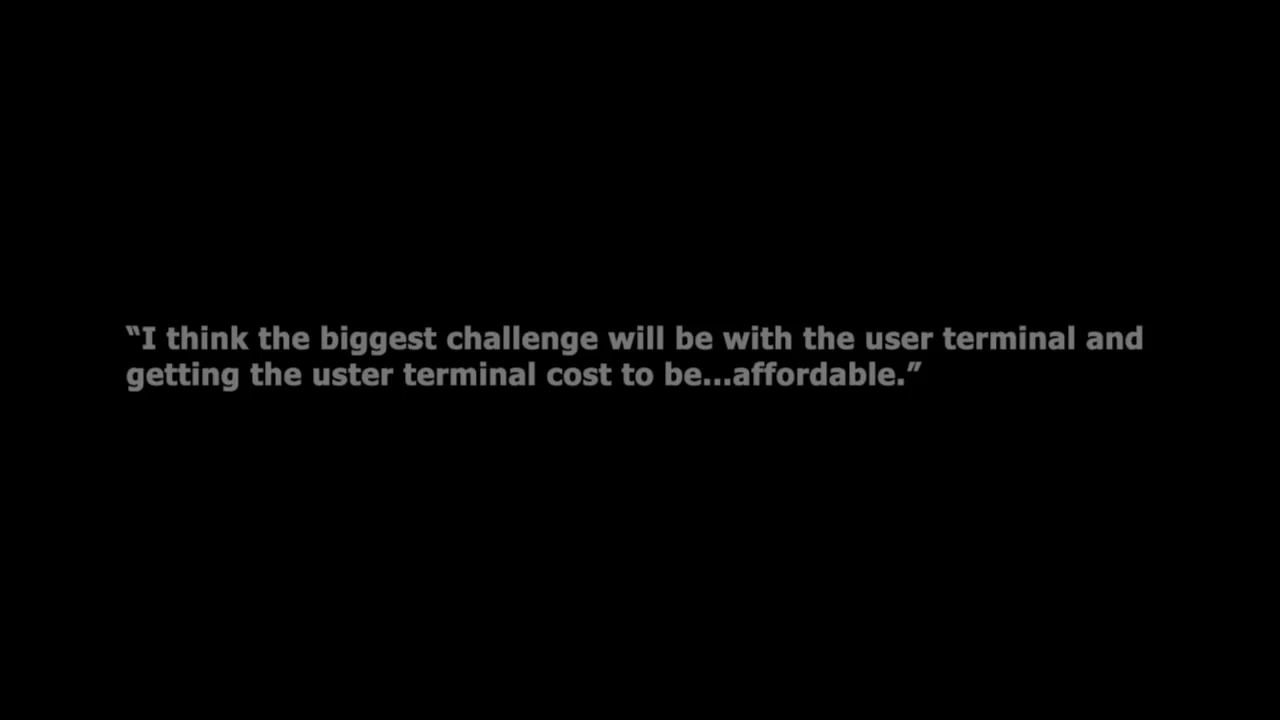 “I think the biggest challenge will be with the user terminal and
getting the uster terminal cost to be...affordable.”